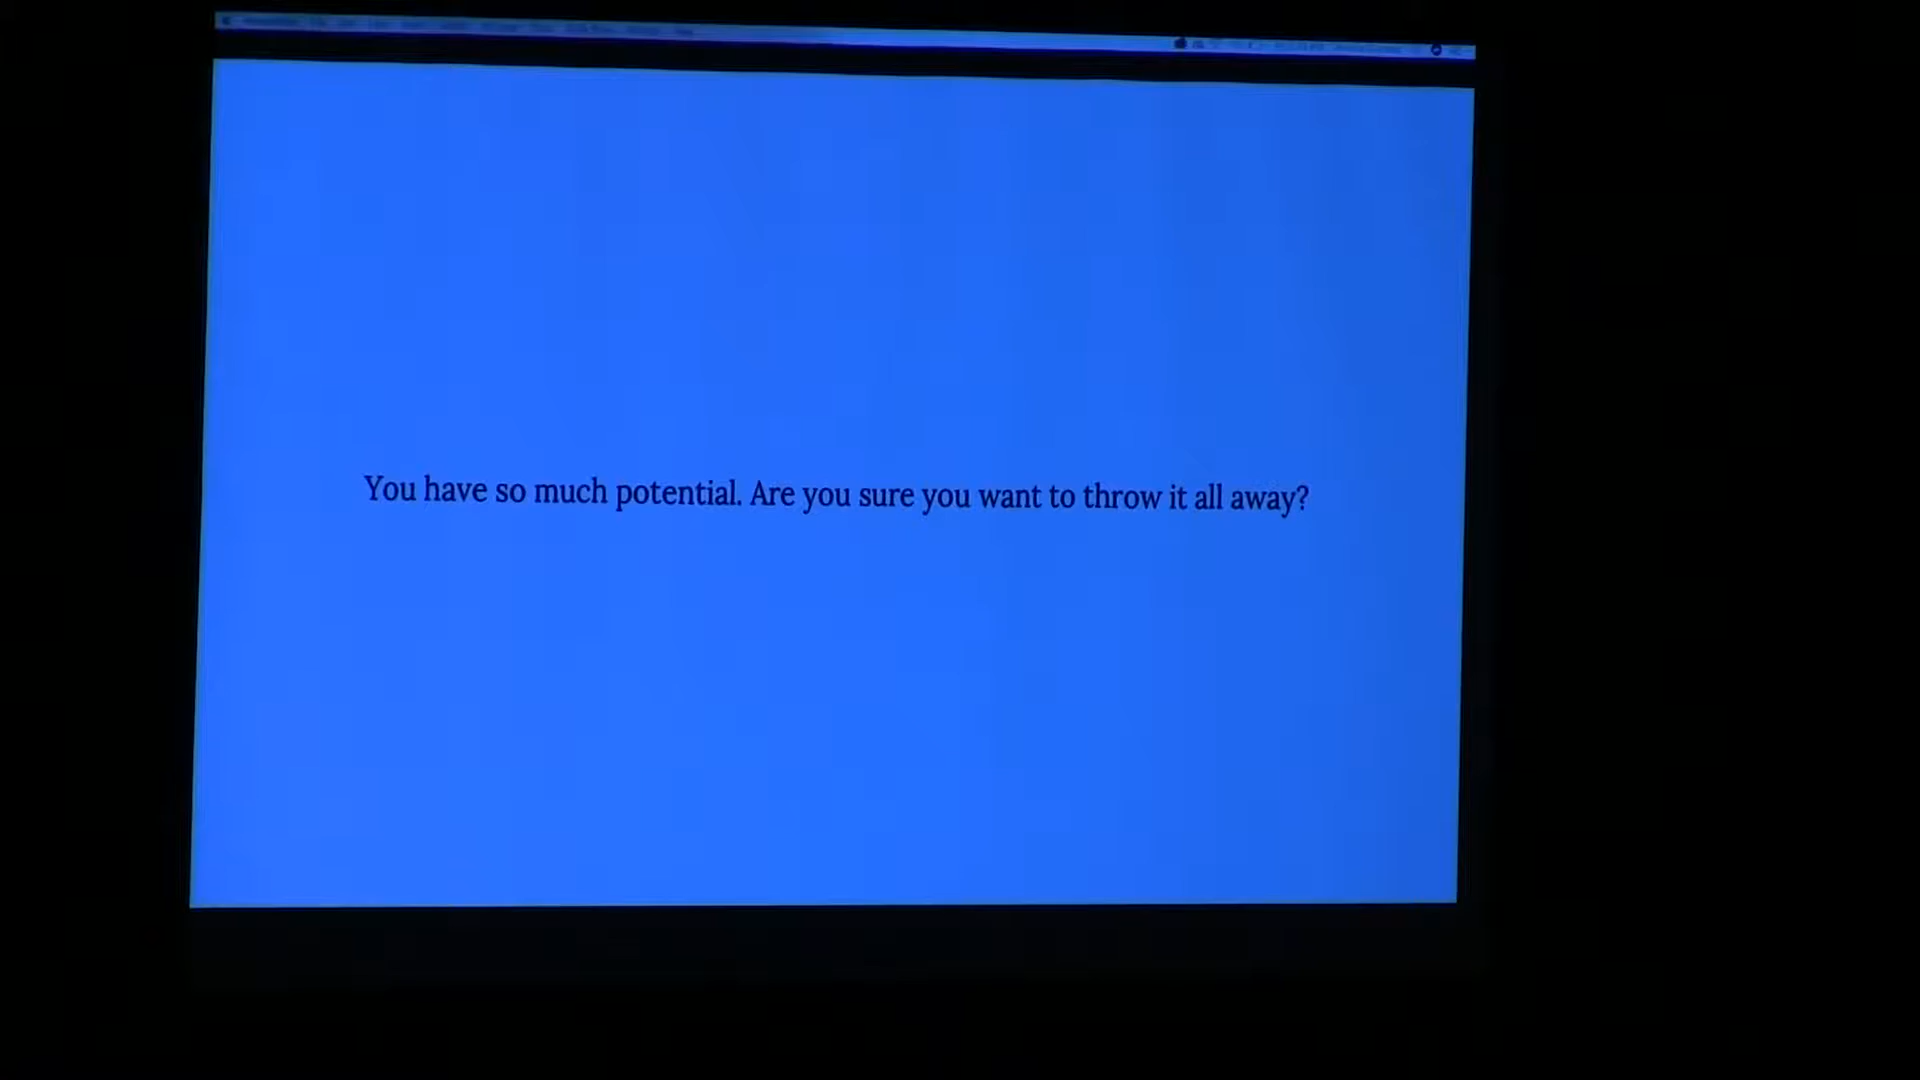 You have so much potential. Are you sure you want to throw it all away?